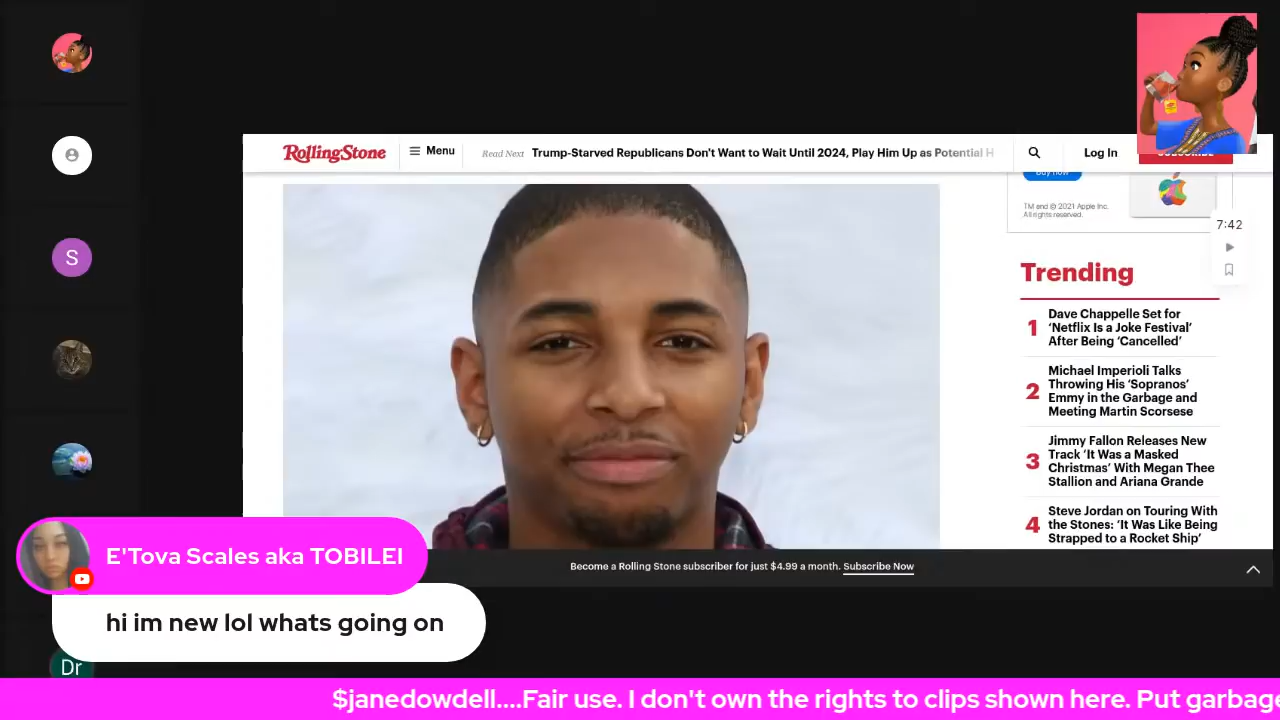 RollingStone
Menu
Read Next
Trump-Starved Republicans Don't Want to Wait Until 2024, Play Him Up as Potential H
Log In
Buy now
TM and © 2021 Apple Inc.
All rights reserved.
7:42
Trending
1
Dave Chappelle Set for
‘Netflix Is a Joke Festival’
After Being ‘Cancelled’
2
Michael Imperioli Talks
Throwing His ‘Sopranos’
Emmy in the Garbage and
Meeting Martin Scorsese
3
Jimmy Fallon Releases New
Track ‘It Was a Masked
Christmas’ With Megan Thee
Stallion and Ariana Grande
4
Steve Jordan on Touring With
the Stones: ‘It Was Like Being
Strapped to a Rocket Ship’
Become a Rolling Stone subscriber for just $4.99 a month. Subscribe Now
S
E'Tova Scales aka TOBILEI
hi im new lol whats going on
Dr
$janedowdell....Fair use. I don't own the rights to clips shown here. Put garbage